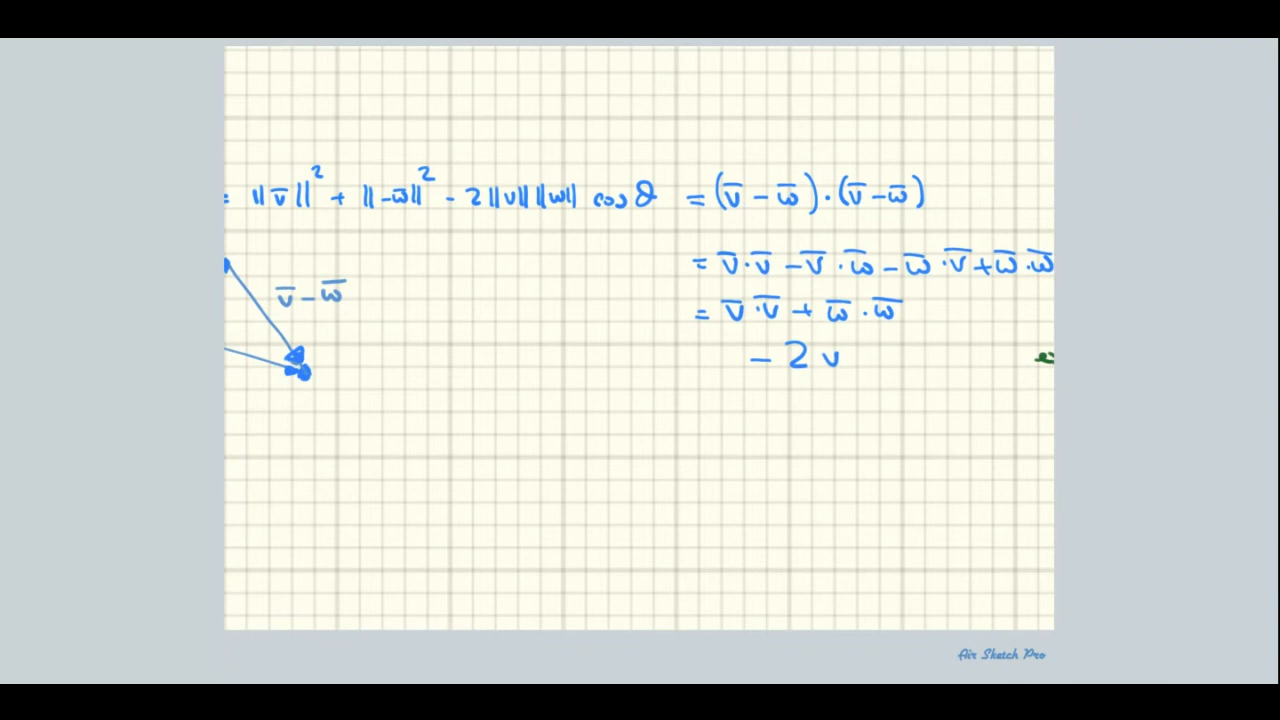 = ||v̅||² + ||-w̅||² - 2||v|| ||w|| cos ϑ = (v̅ - w̅)·(v̅ - w̅)
= v̅·v̅ - v̅·w̅ - w̅·v̅ + w̅·w̅
v̅ - w̅
= v̅·v̅ + w̅·w̅
- 2 v
Air Sketch Pro